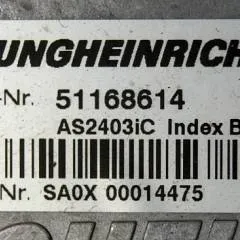 UNGHEINRICH
-Nr. 51168614
AS2403iC Index B
Nr. SA0X 00014475